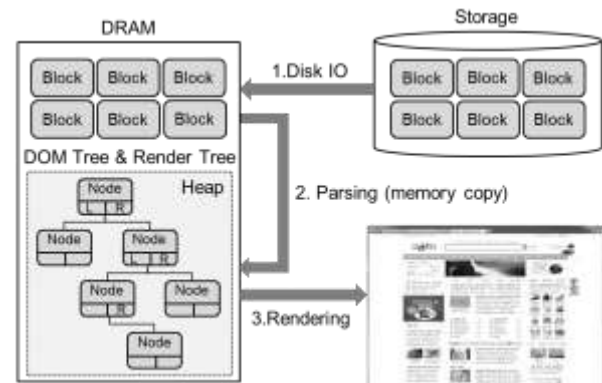 Storage
DRAM
Block Block Block
1.Disk IO
Block Block Block
Block Block Block
Block Block Block
DOM Tree & Render Tree
Heap
Node
L R
2. Parsing (memory copy)
Node Node
L R
Node Node
R
3.Rendering
Node